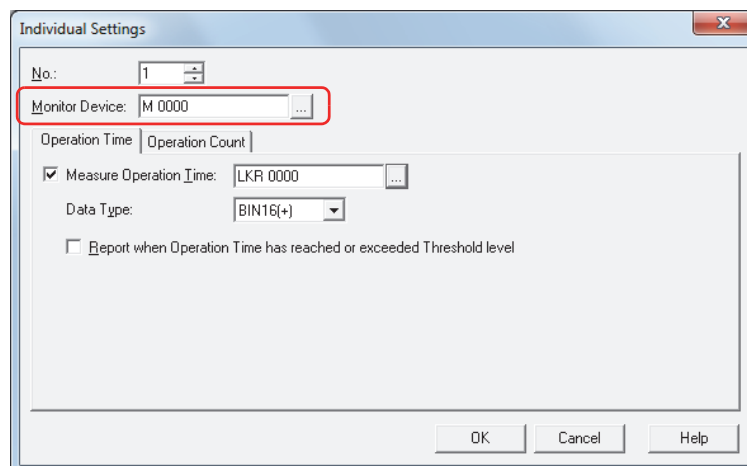 Individual Settings
No.: 1
Monitor Device: M 0000 ...
Operation Time Operation Count
Measure Operation Time: LKR 0000 ...
Data Type: BIN16(+)
Report when Operation Time has reached or exceeded Threshold level
OK Cancel Help